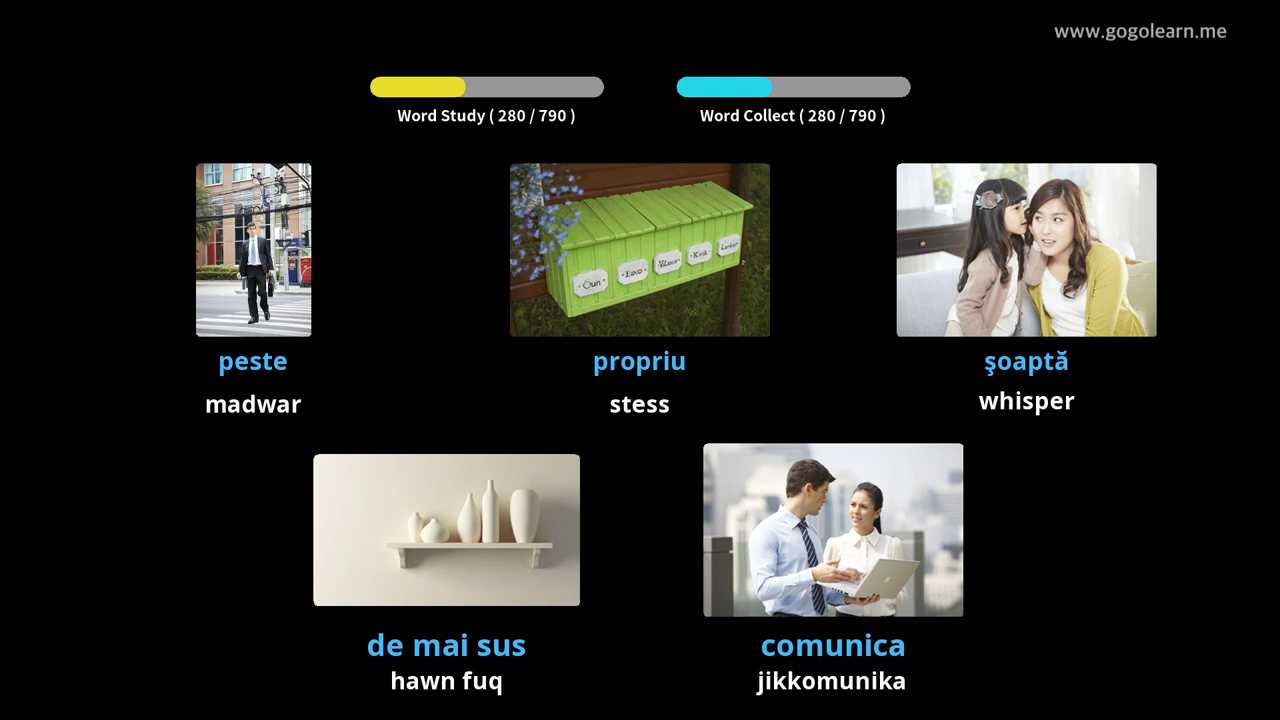 www.gogolearn.me
Word Study ( 280 / 790 )
Word Collect ( 280 / 790 )
peste
propriu
şoaptă
madwar
stess
whisper
de mai sus
comunica
hawn fuq
jikkomunika